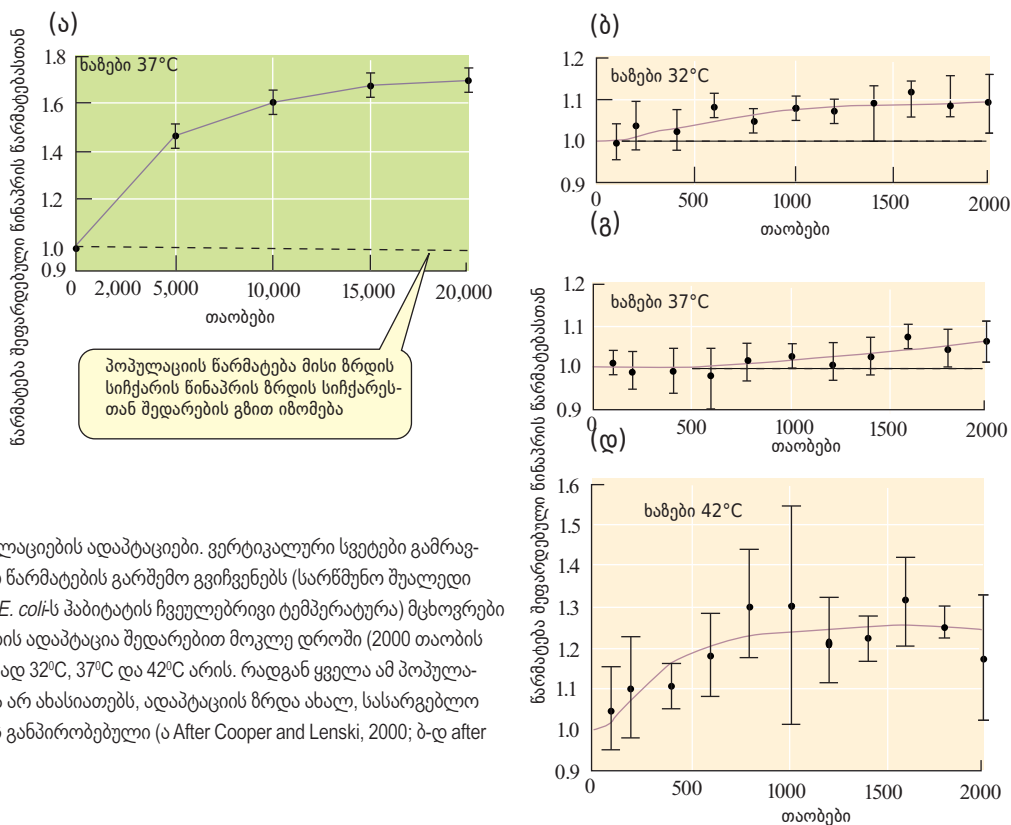 (ა)
წარმატება შეფარდებული წინაპრის წარმატებასთან
ხაზები 37°C
1.8
1.6
1.4
1.2
1.0
0.9
0 2,000 5,000 10,000 15,000 20,000
თაობები
პოპულაციის წარმატება მისი ზრდის
სიჩქარის წინაპრის ზრდის სიჩქარეს-
თან შედარების გზით იზომება
ლაციების ადაპტაციები. ვერტიკალური სვეტები გამრავ-
წარმატების გარშემო გვიჩვენებს (სარწმუნო შუალედი
E. coli-ს ჰაბიტატის ჩვეულებრივი ტემპერატურა) მცხოვრები
ის ადაპტაცია შედარებით მოკლე დროში (2000 თაობის
ად 32⁰C, 37⁰C და 42⁰C არის. რადგან ყველა ამ პოპულა-
არ ახასიათებს, ადაპტაციის ზრდა ახალ, სასარგებლო
განპირობებული (ა After Cooper and Lenski, 2000; ბ-დ after
(ბ)
ხაზები 32°C
1.2
1.1
1.0
0.9
0 500 1000 1500 2000
თაობები
(გ)
ხაზები 37°C
1.2
1.1
1.0
0.9
0 500 1000 1500 2000
თაობები
(დ)
წარმატება შეფარდებული წინაპრის წარმატებასთან
ხაზები 42°C
1.6
1.5
1.4
1.3
1.2
1.1
1.0
0.9
0 500 1000 1500 2000
თაობები